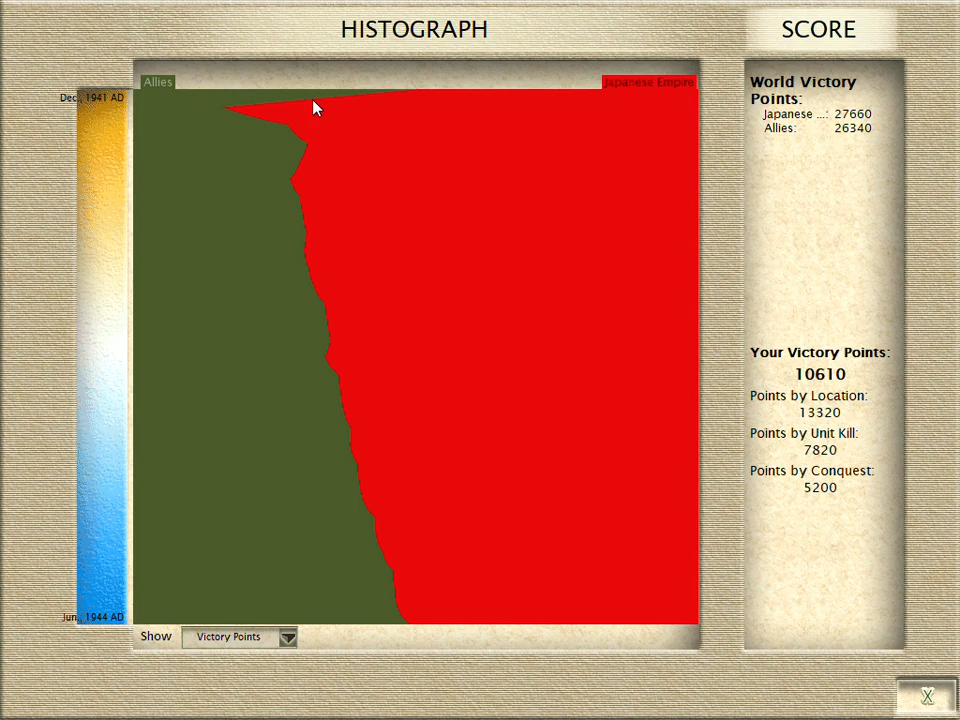 HISTOGRAPH
SCORE
Allies
Japanese Empire
Dec., 1941 AD
Jun., 1944 AD
Show
Victory Points
World Victory
Points:
Japanese ...: 27660
Allies: 26340
Your Victory Points:
10610
Points by Location:
13320
Points by Unit Kill:
7820
Points by Conquest:
5200
X